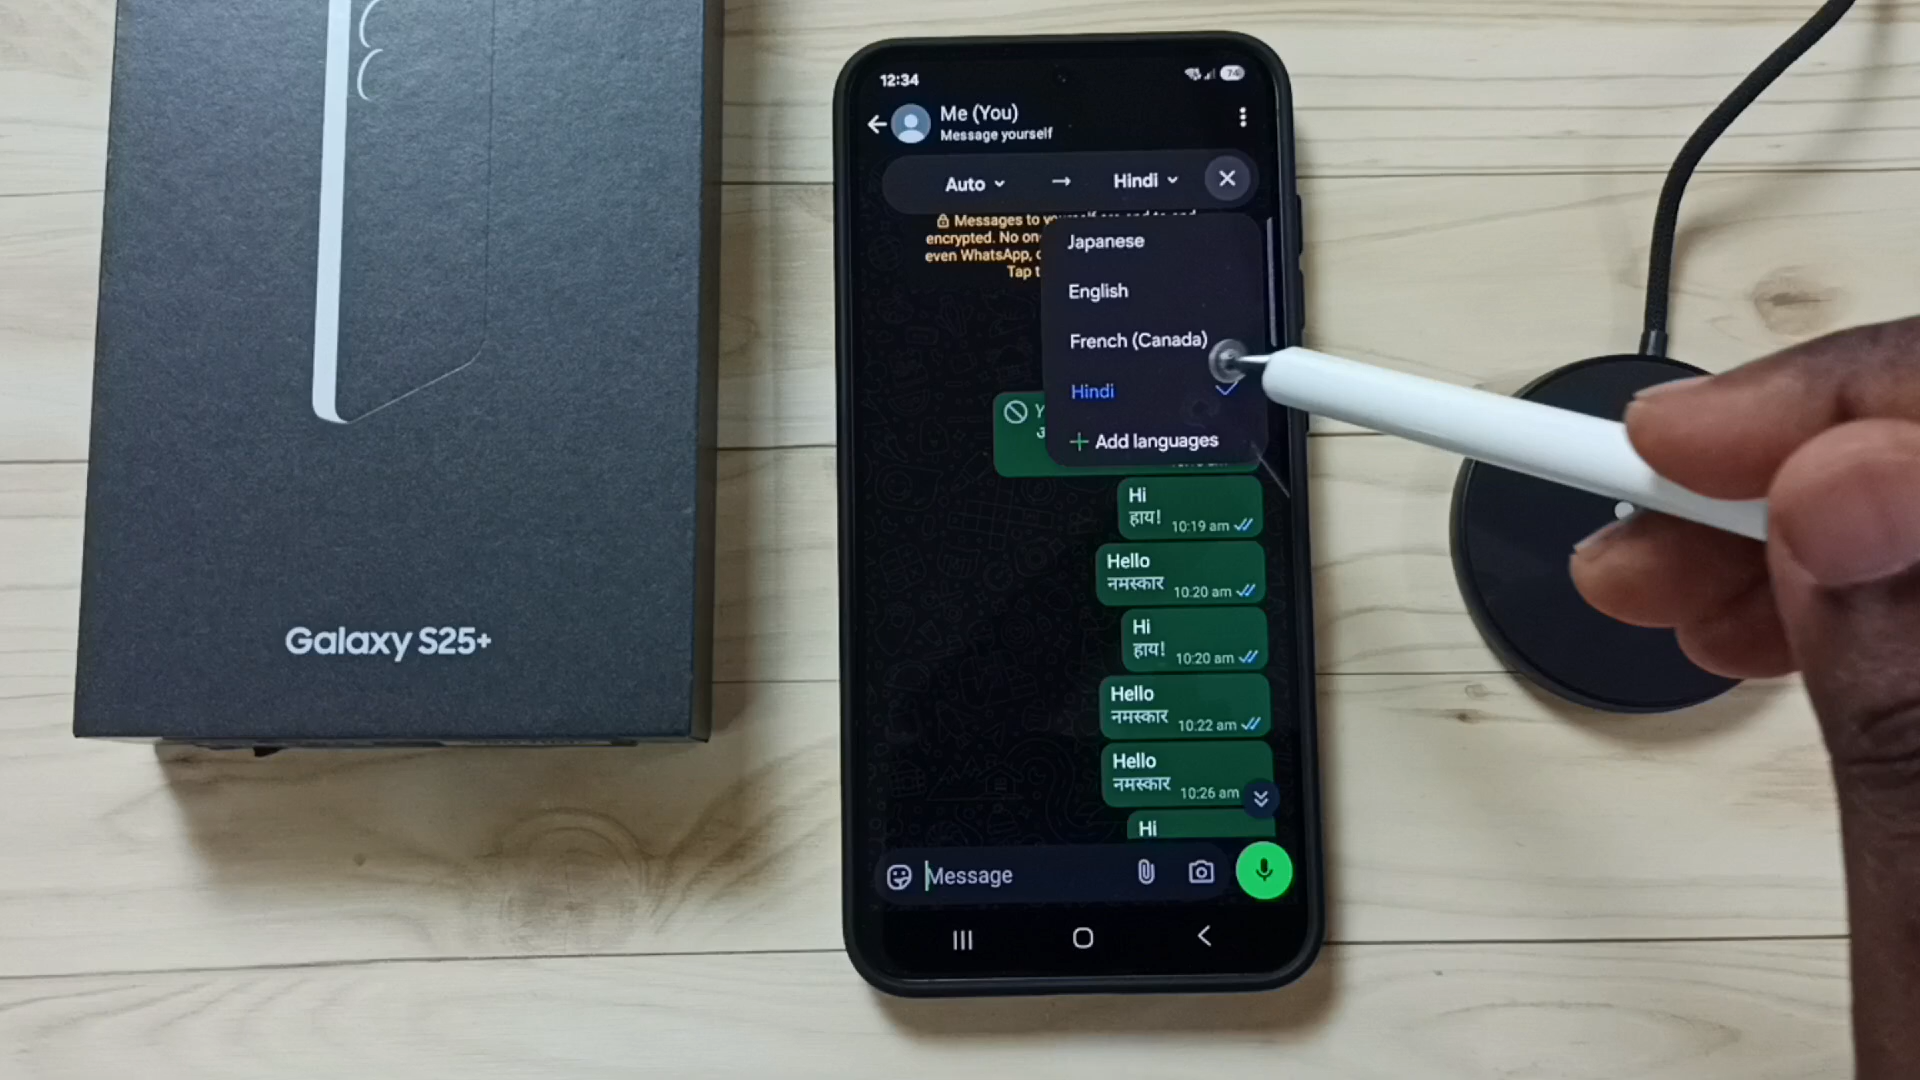 Galaxy S25+
12:34
74
Me (You)
Message yourself
Auto → Hindi
Messages to
encrypted. No on
even WhatsApp,
Tap t
Japanese
English
French (Canada)
Hindi
+ Add languages
Hi
हाय!
10:19 am
Hello
नमस्कार
10:20 am
Hi
हाय!
10:20 am
Hello
नमस्कार
10:22 am
Hello
नमस्कार
10:26 am
Hi
Message